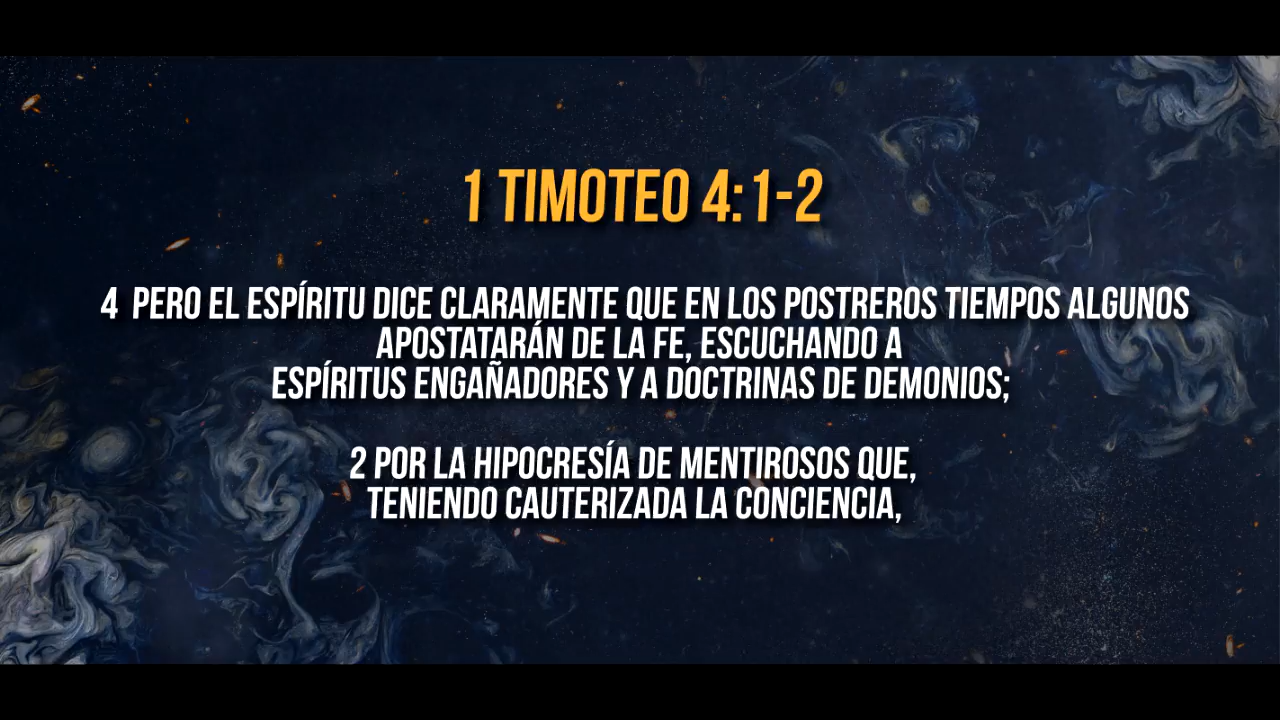 1 TIMOTEO 4:1-2
4 PERO EL ESPÍRITU DICE CLARAMENTE QUE EN LOS POSTREROS TIEMPOS ALGUNOS
APOSTATARÁN DE LA FE, ESCUCHANDO A
ESPÍRITUS ENGAÑADORES Y A DOCTRINAS DE DEMONIOS;
2 POR LA HIPOCRESÍA DE MENTIROSOS QUE,
TENIENDO CAUTERIZADA LA CONCIENCIA,